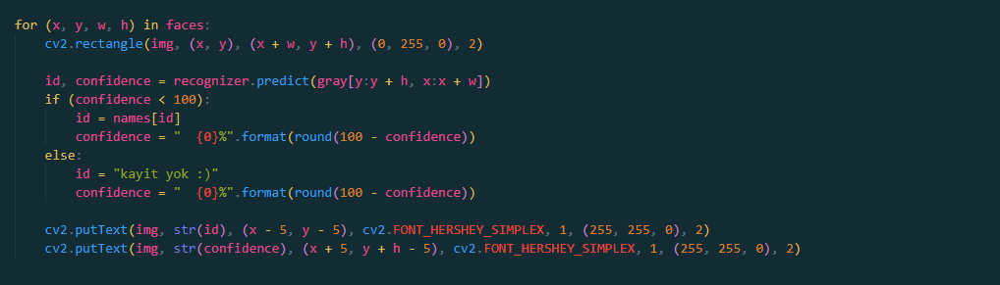 for (x, y, w, h) in faces:
    cv2.rectangle(img, (x, y), (x + w, y + h), (0, 255, 0), 2)

    id, confidence = recognizer.predict(gray[y:y + h, x:x + w])
    if (confidence < 100):
        id = names[id]
        confidence = "  {0}%".format(round(100 - confidence))
    else:
        id = "kayit yok :)"
        confidence = "  {0}%".format(round(100 - confidence))

    cv2.putText(img, str(id), (x - 5, y - 5), cv2.FONT_HERSHEY_SIMPLEX, 1, (255, 255, 0), 2)
    cv2.putText(img, str(confidence), (x + 5, y + h - 5), cv2.FONT_HERSHEY_SIMPLEX, 1, (255, 255, 0), 2)